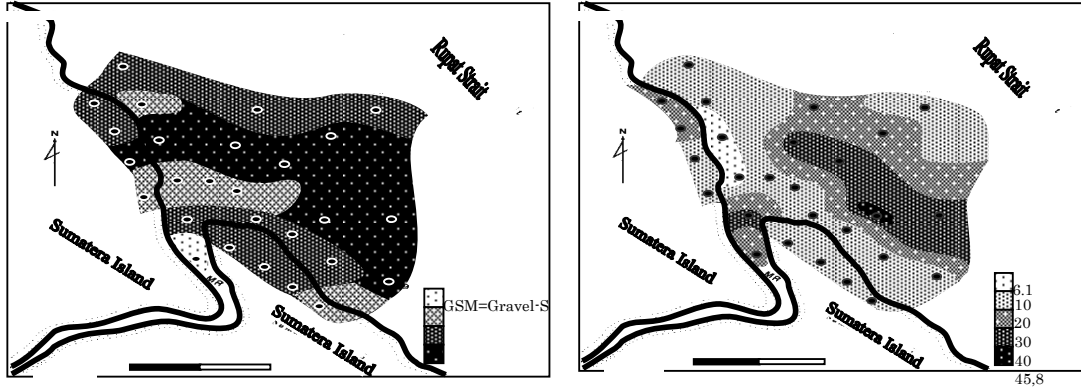 Rupat Strait
N
Sumatera Island
MR
Sumatera Island
GSM=Gravel-S
Rupat Strait
N
Sumatera Island
MR
Sumatera Island
6.1
10
20
30
40
45,8